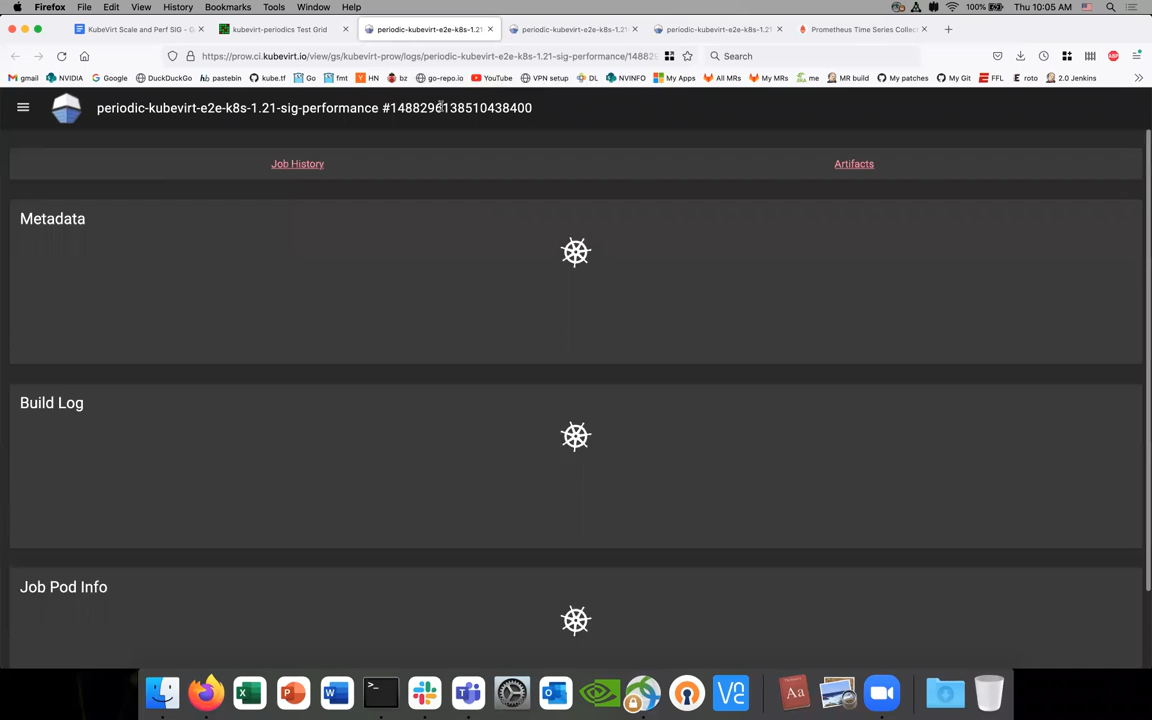 Firefox File Edit View History Bookmarks Tools Window Help 100% Thu 10:05 AM
KubeVirt Scale and Perf SIG - G
kubevirt-periodics Test Grid
periodic-kubevirt-e2e-k8s-1.21
periodic-kubevirt-e2e-k8s-1.21
periodic-kubevirt-e2e-k8s-1.21
Prometheus Time Series Collect
https://prow.ci.kubevirt.io/view/gs/kubevirt-prow/logs/periodic-kubevirt-e2e-k8s-1.21-sig-performance/14882
Search
gmail NVIDIA Google DuckDuckGo pastebin kube.tf Go fmt HN bz go-repo.io YouTube VPN setup DL NVINFO My Apps All MRs My MRs me My patches MR build FFL roto 2.0 Jenkins
periodic-kubevirt-e2e-k8s-1.21-sig-performance #1488296138510438400
Job History
Artifacts
Metadata
Build Log
Job Pod Info